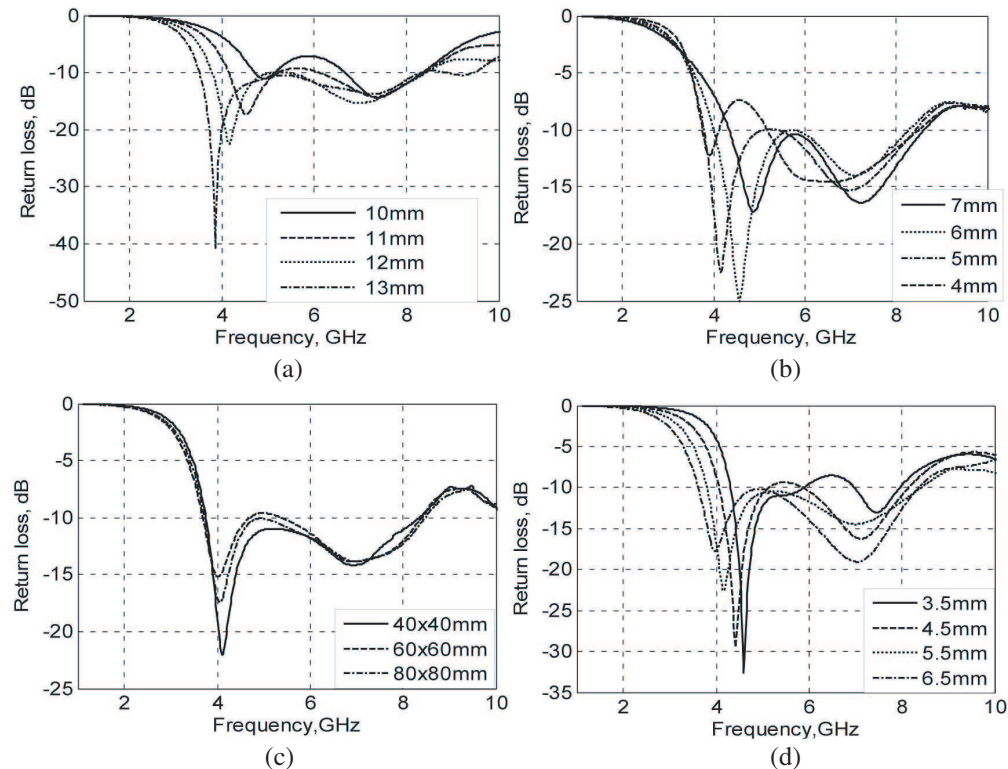 0
-10
-20
-30
-40
-50
Return loss, dB
10mm
11mm
12mm
13mm
2 4 6 8 10
Frequency, GHz
(a)
0
-5
-10
-15
-20
-25
Return loss, dB
7mm
6mm
5mm
4mm
2 4 6 8 10
Frequency, GHz
(b)
0
-5
-10
-15
-20
-25
Return loss, dB
40x40mm
60x60mm
80x80mm
2 4 6 8 10
Frequency,GHz
(c)
0
-5
-10
-15
-20
-25
-30
-35
Return loss, dB
3.5mm
4.5mm
5.5mm
6.5mm
2 4 6 8 10
Frequency,GHz
(d)